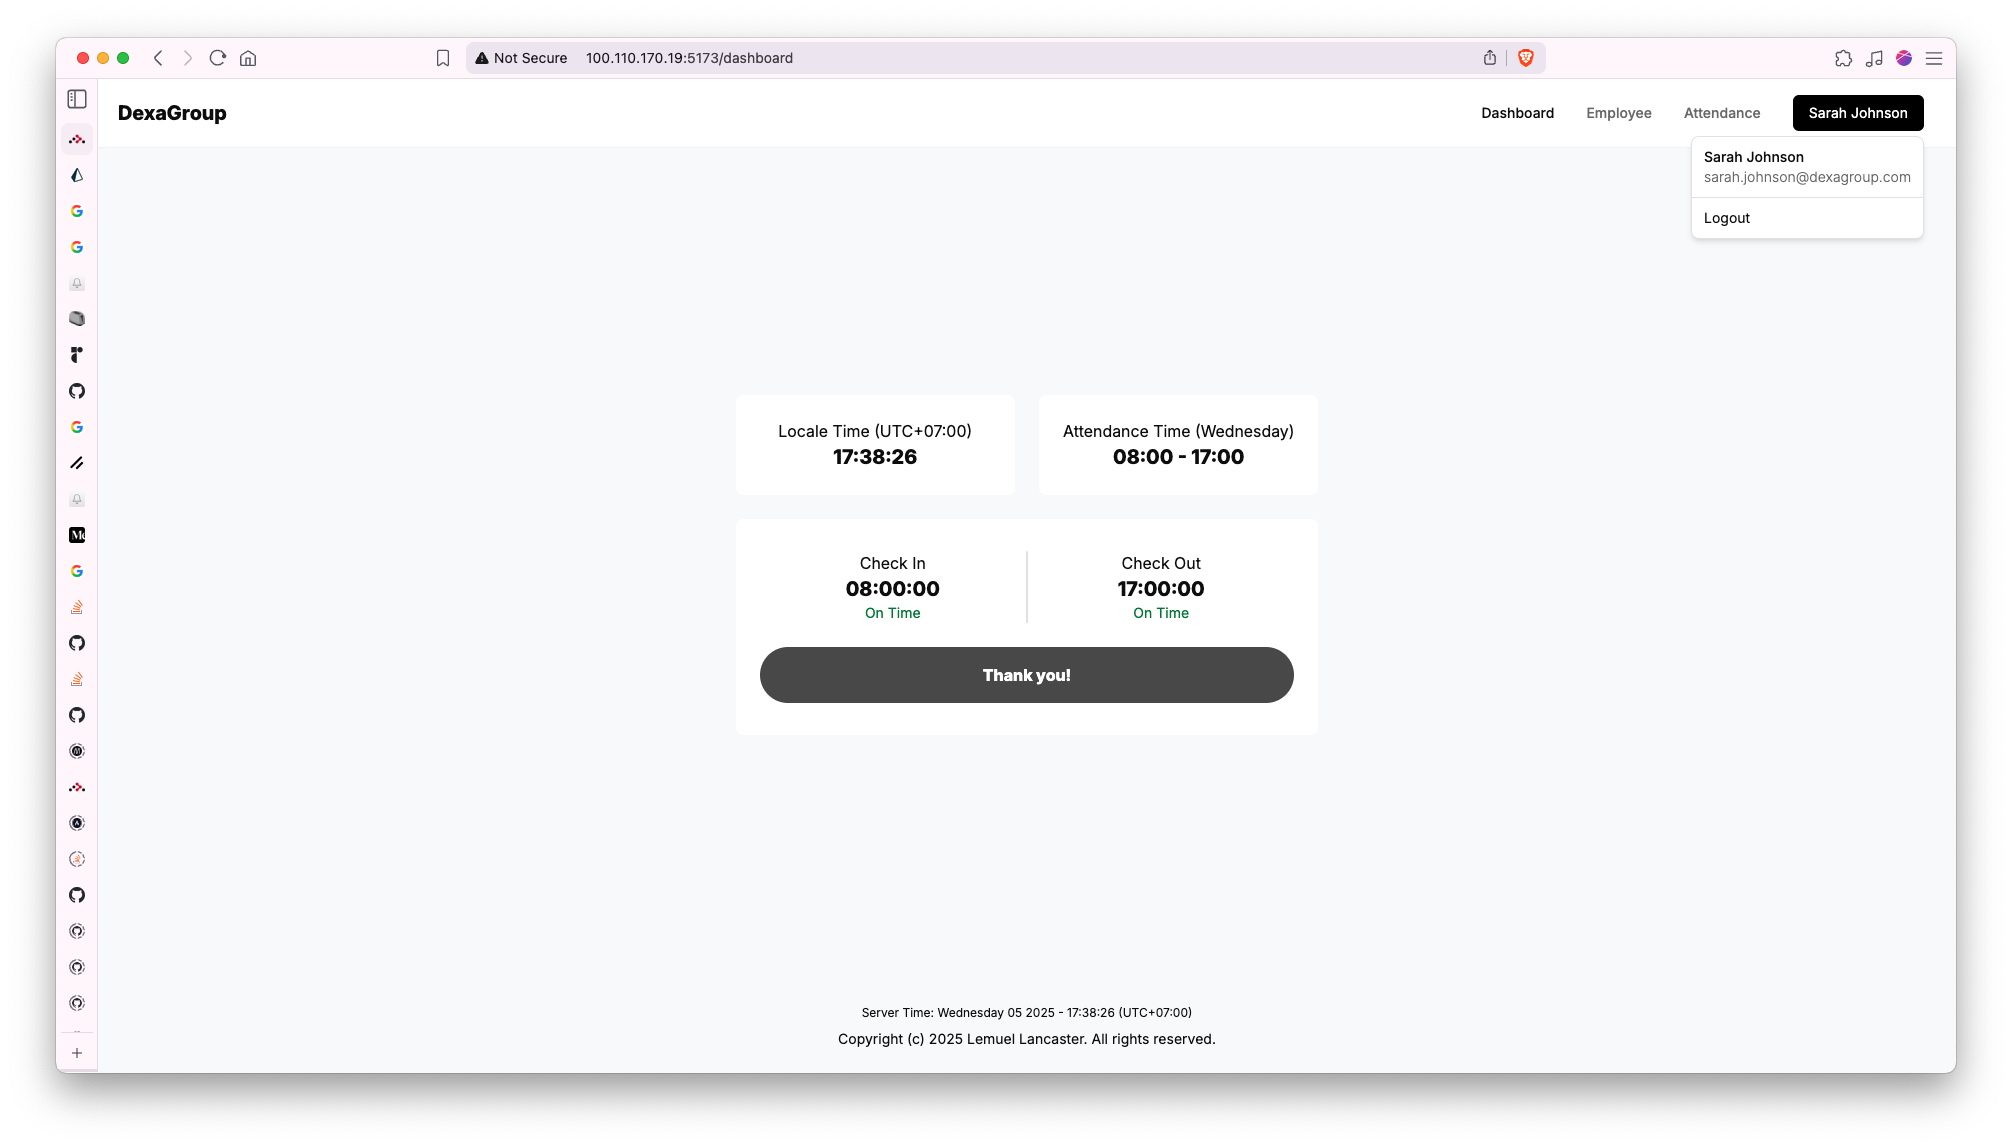 Not Secure 100.110.170.19:5173/dashboard
DexaGroup
Dashboard Employee Attendance Sarah Johnson
Sarah Johnson
sarah.johnson@dexagroup.com
Logout
Locale Time (UTC+07:00)
17:38:26
Attendance Time (Wednesday)
08:00 - 17:00
Check In
08:00:00
On Time
Check Out
17:00:00
On Time
Thank you!
Server Time: Wednesday 05 2025 - 17:38:26 (UTC+07:00)
Copyright (c) 2025 Lemuel Lancaster. All rights reserved.